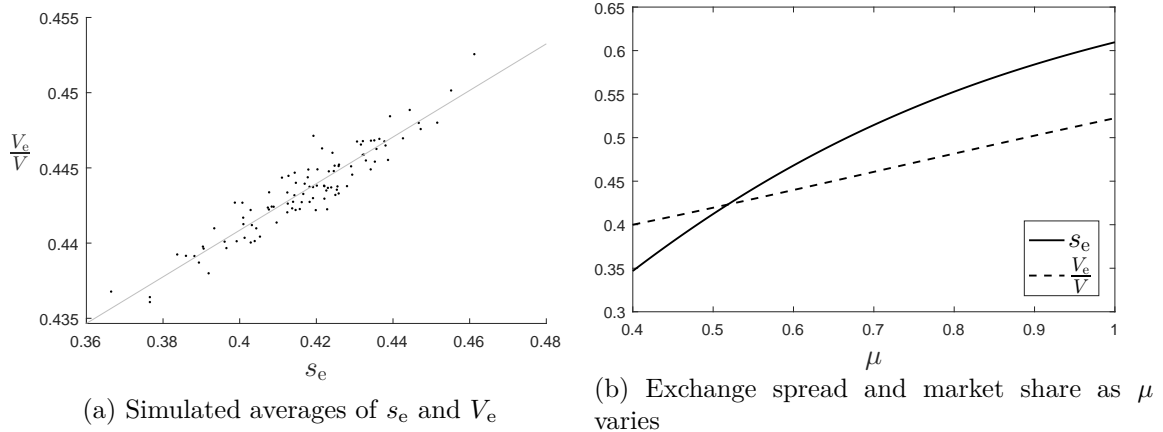 0.455
0.45
V_e/V
0.445
0.440
0.435
0.36 0.38 0.4 0.42 0.44 0.46 0.48
s_e
(a) Simulated averages of s_e and V_e
0.65
0.6
0.55
0.5
0.45
0.4
0.35
0.3
s_e
V_e/V
0.4 0.5 0.6 0.7 0.8 0.9 1
μ
(b) Exchange spread and market share as μ
varies